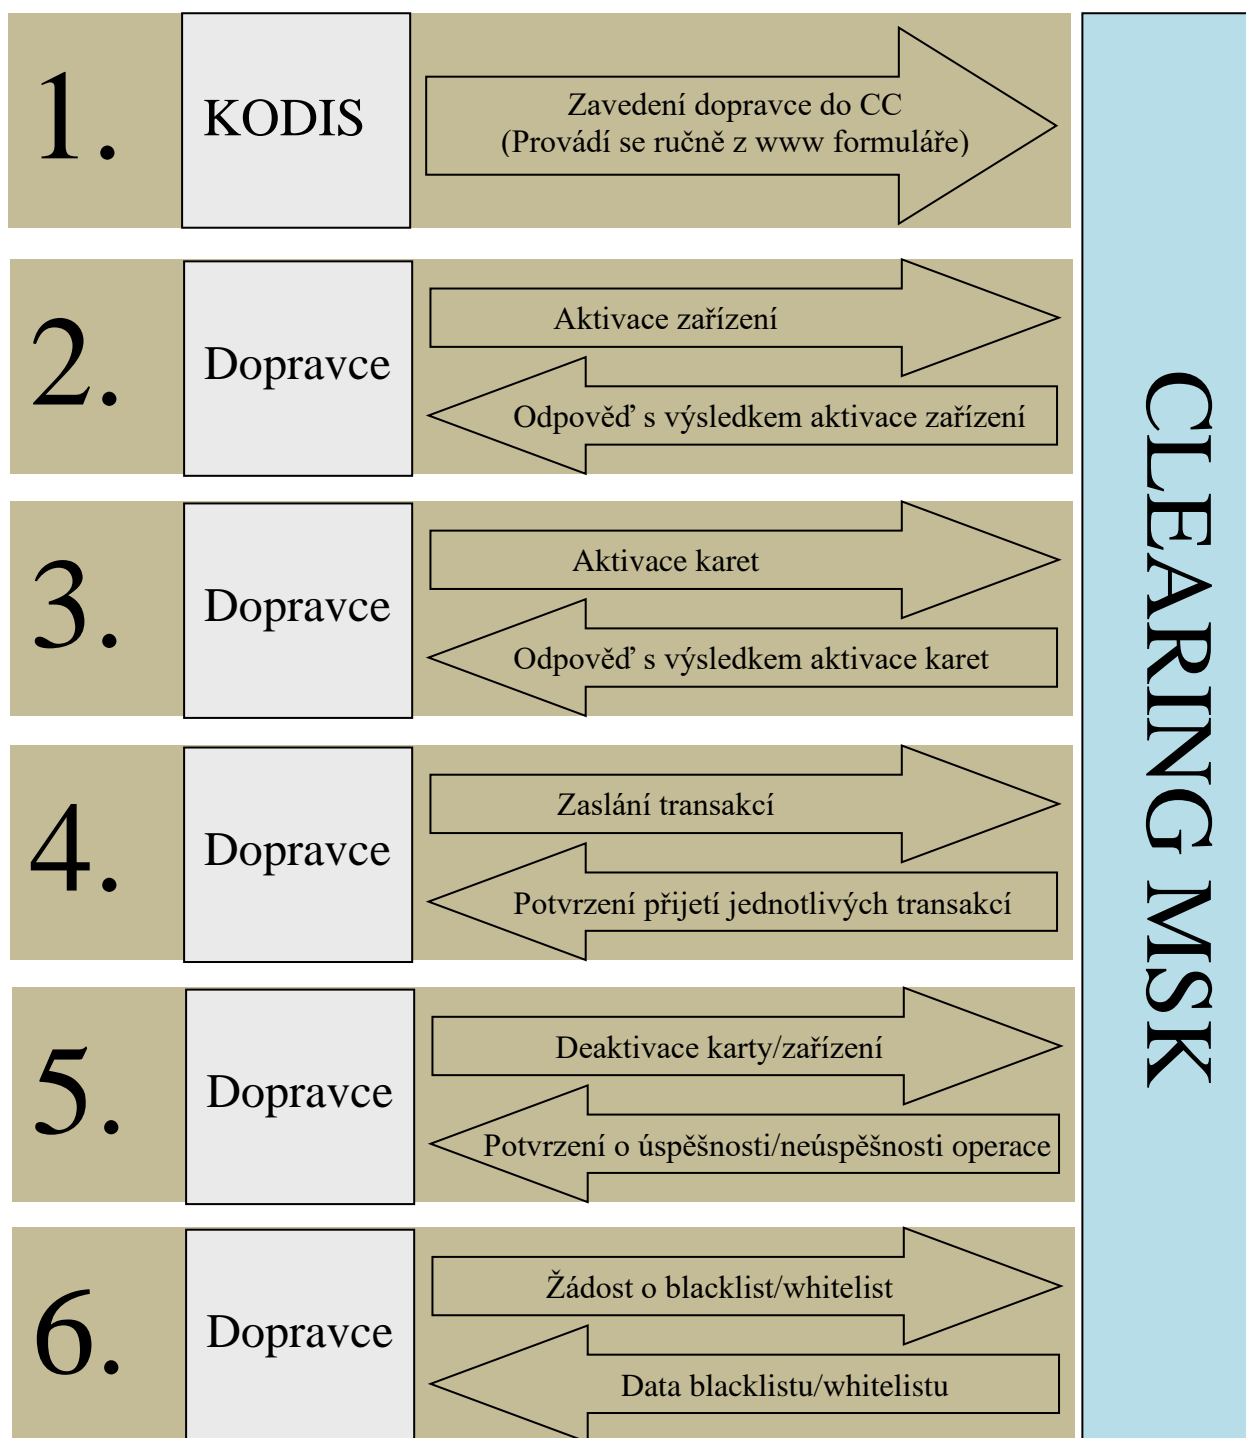 1.
KODIS
Zavedení dopravce do CC
(Provádí se ručně z www formuláře)
2.
Dopravce
Aktivace zařízení
Odpověď s výsledkem aktivace zařízení
3.
Dopravce
Aktivace karet
Odpověď s výsledkem aktivace karet
4.
Dopravce
Zaslání transakcí
Potvrzení přijetí jednotlivých transakcí
5.
Dopravce
Deaktivace karty/zařízení
Potvrzení o úspěšnosti/neúspěšnosti operace
6.
Dopravce
Žádost o blacklist/whitelist
Data blacklistu/whitelistu
CLEARING MSK